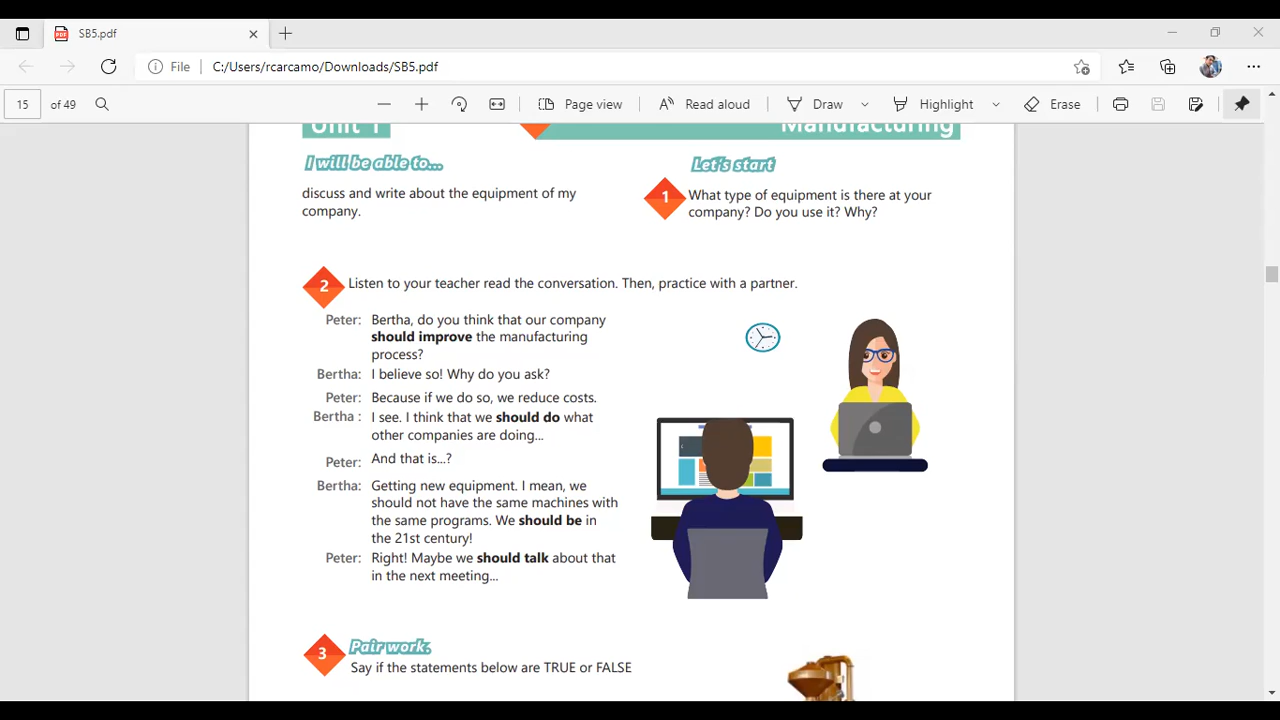 SB5.pdf
File C:/Users/rcarcamo/Downloads/SB5.pdf
15 of 49 Page view Read aloud Draw Highlight Erase
Unit 1 Manufacturing
I will be able to...
discuss and write about the equipment of my
company.
Let's start
1 What type of equipment is there at your
company? Do you use it? Why?
2 Listen to your teacher read the conversation. Then, practice with a partner.
Peter: Bertha, do you think that our company
should improve the manufacturing
process?
Bertha: I believe so! Why do you ask?
Peter: Because if we do so, we reduce costs.
Bertha : I see. I think that we should do what
other companies are doing...
Peter: And that is...?
Bertha: Getting new equipment. I mean, we
should not have the same machines with
the same programs. We should be in
the 21st century!
Peter: Right! Maybe we should talk about that
in the next meeting...
3 Pair work.
Say if the statements below are TRUE or FALSE